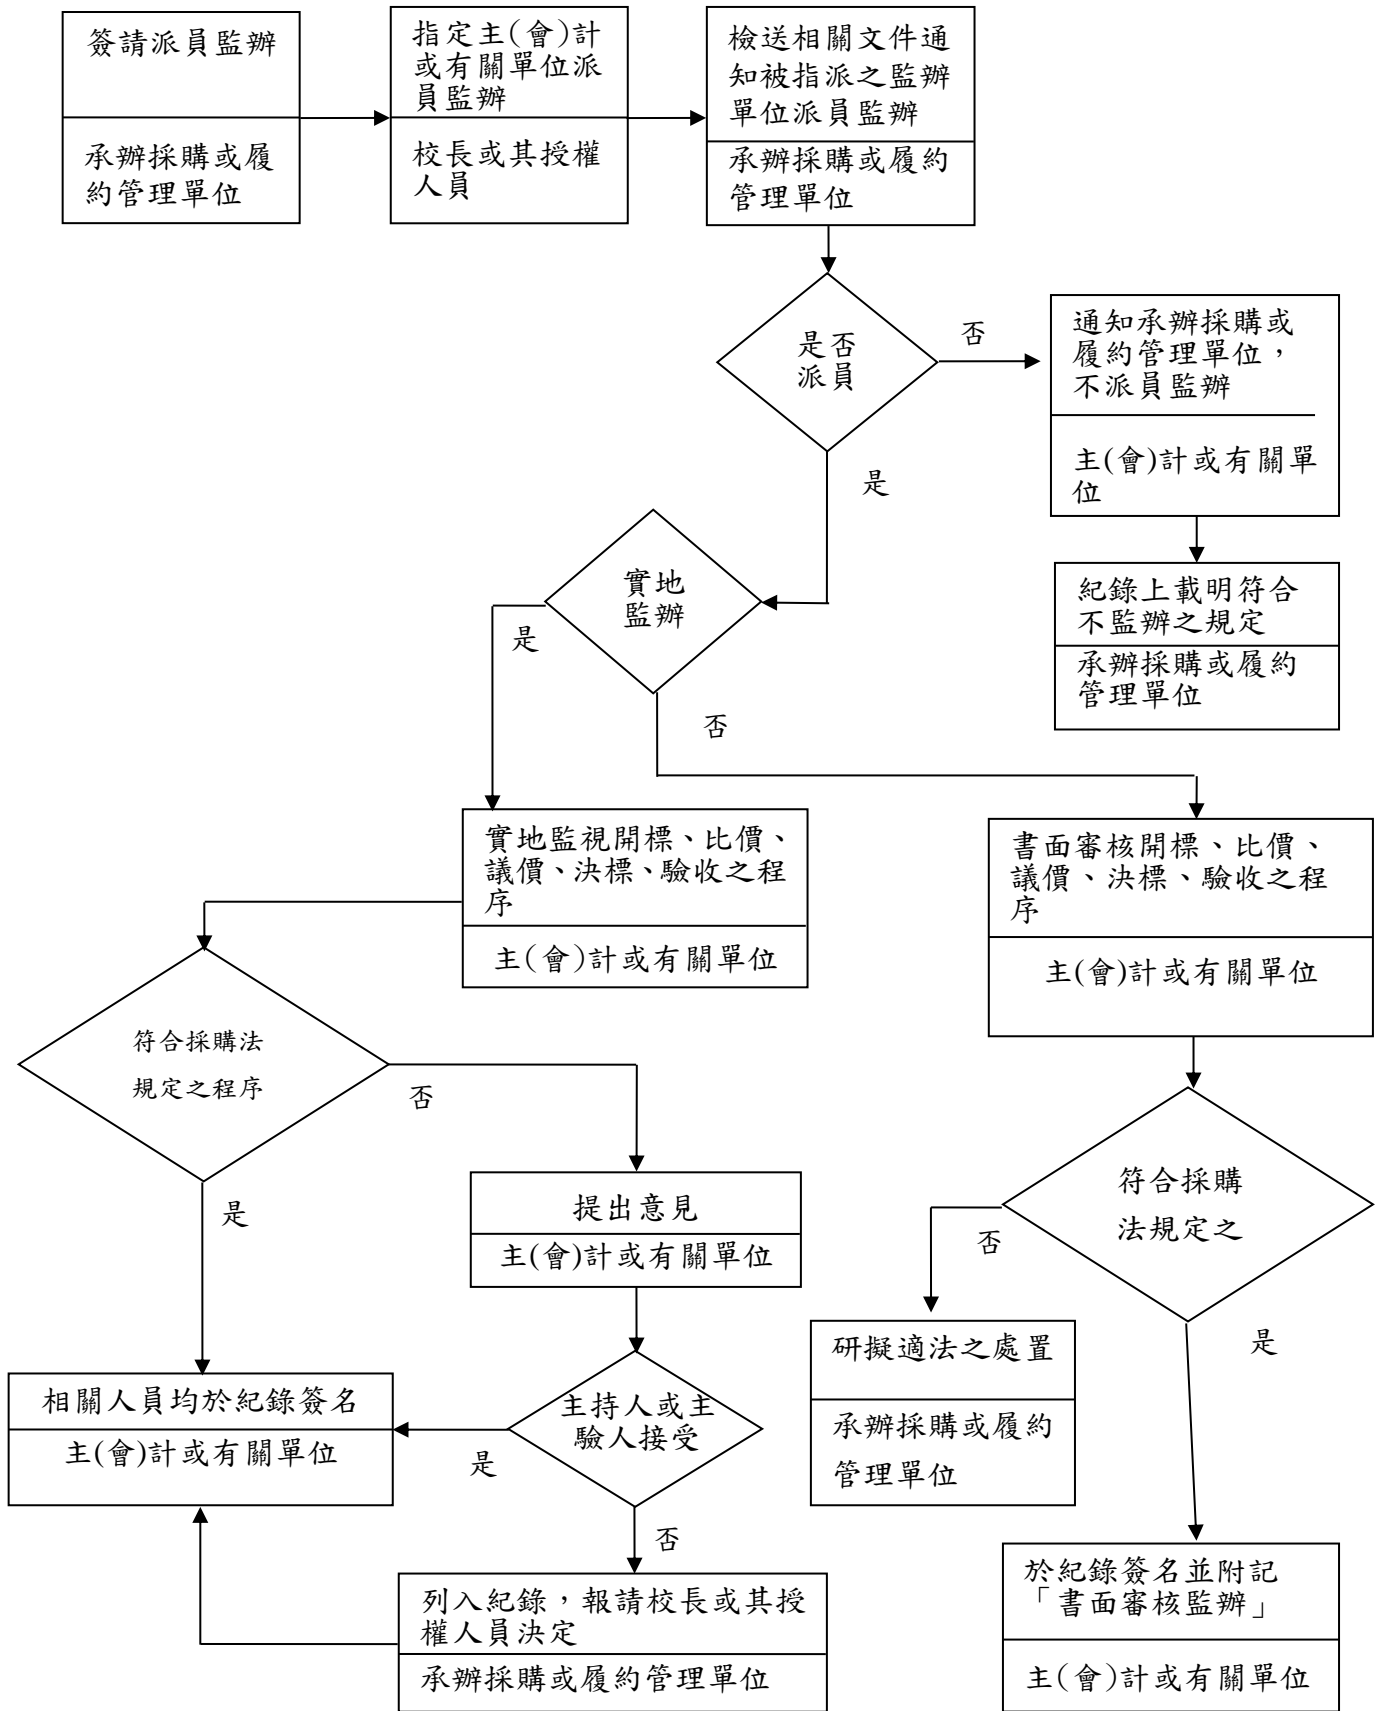 簽請派員監辦
承辦採購或履
約管理單位
指定主(會)計
或有關單位派
員監辦
校長或其授權
人員
檢送相關文件通
知被指派之監辦
單位派員監辦
承辦採購或履約
管理單位
是否
派員
否
通知承辦採購或
履約管理單位，
不派員監辦
主(會)計或有關單
位
是
紀錄上載明符合
不監辦之規定
承辦採購或履約
管理單位
實地
監辦
是
否
實地監視開標、比價、
議價、決標、驗收之程
序
主(會)計或有關單位
書面審核開標、比價、
議價、決標、驗收之程
序
主(會)計或有關單位
符合採購法
規定之程序
否
是
提出意見
主(會)計或有關單位
符合採購
法規定之
否
是
研擬適法之處置
承辦採購或履約
管理單位
相關人員均於紀錄簽名
主(會)計或有關單位
主持人或主
驗人接受
是
否
列入紀錄，報請校長或其授
權人員決定
承辦採購或履約管理單位
於紀錄簽名並附記
「書面審核監辦」
主(會)計或有關單位